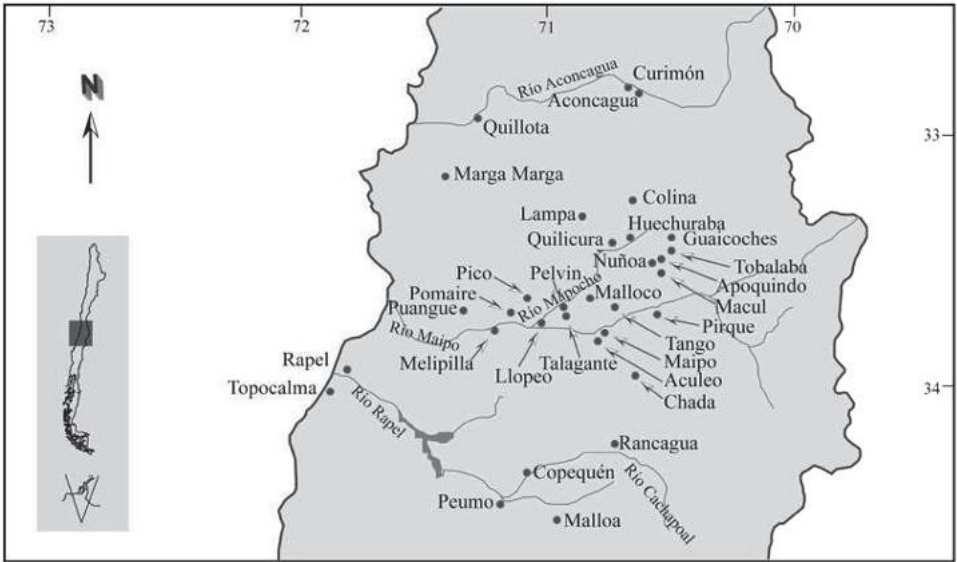 73
72
71
70
N
Río Aconcagua
Curimón
Aconcagua
Quillota
33
Marga Marga
Colina
Lampa
Huechuraba
Quilicura
Guaicoches
Ñuñoa
Tobalaba
Pico
Pelvin
Apoquindo
Pomaire
Río Mapocho
Malloco
Macul
Puangue
Pirque
Río Maipo
Tango
Melipilla
Talagante
Maipo
Rapel
Llopeo
Aculeo
Topocalma
34
Chada
Río Rapel
Rancagua
Copequén
Río Cachapoal
Peumo
Malloa